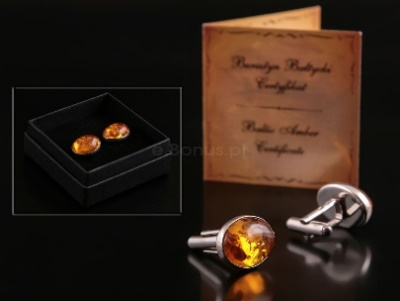 Bursztyn Bałtycki
Certyfikat
Baltic Amber
Certificate
e-Bonus.pl